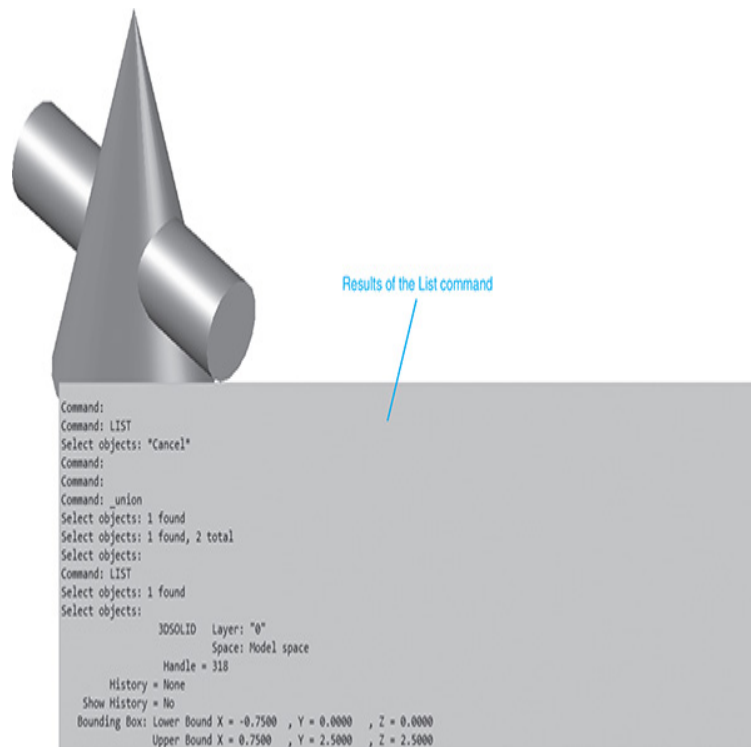 Results of the List command
Command:
Command: LIST
Select objects: "Cancel"
Command:
Command:
Command: _union
Select objects: 1 found
Select objects: 1 found, 2 total
Select objects:
Command: LIST
Select objects: 1 found
Select objects:
3DSOLID Layer: "0"
Space: Model space
Handle = 318
History = None
Show History = No
Bounding Box: Lower Bound X = -0.7500 , Y = 0.0000 , Z = 0.0000
Upper Bound X = 0.7500 , Y = 2.5000 , Z = 2.5000